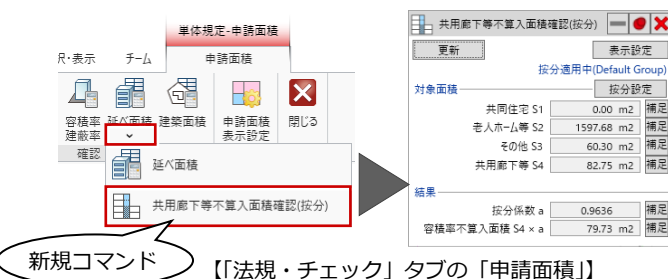 単体規定-申請面積
尺・表示 チーム 申請面積
容積率 建蔽率
延べ面積
建築面積
申請面積 表示設定
閉じる
確認
延べ面積
共用廊下等不算入面積確認(按分)
新規コマンド
共用廊下等不算入面積確認(按分)
更新 表示設定
按分適用中(Default Group)
対象面積 按分設定
共同住宅 S1 0.00 m2 補足
老人ホーム等 S2 1597.68 m2 補足
その他 S3 60.30 m2 補足
共用廊下等 S4 82.75 m2 補足
結果
按分係数 a 0.9636 補足
容積率不算入面積 S4 × a 79.73 m2 補足
【「法規・チェック」タブの「申請面積」】